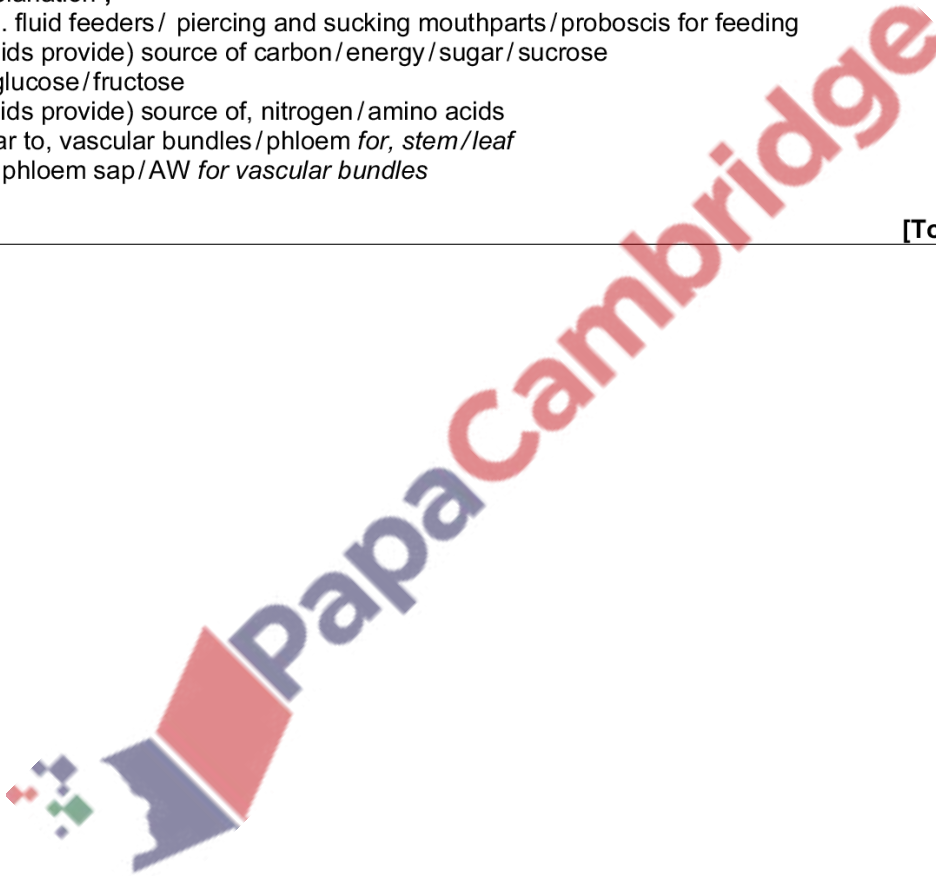 . fluid feeders / piercing and sucking mouthparts / proboscis for feeding
ids provide) source of carbon / energy / sugar / sucrose
glucose / fructose
ids provide) source of, nitrogen / amino acids
ar to, vascular bundles / phloem for, stem / leaf
phloem sap / AW for vascular bundles
[To
PapaCambridge